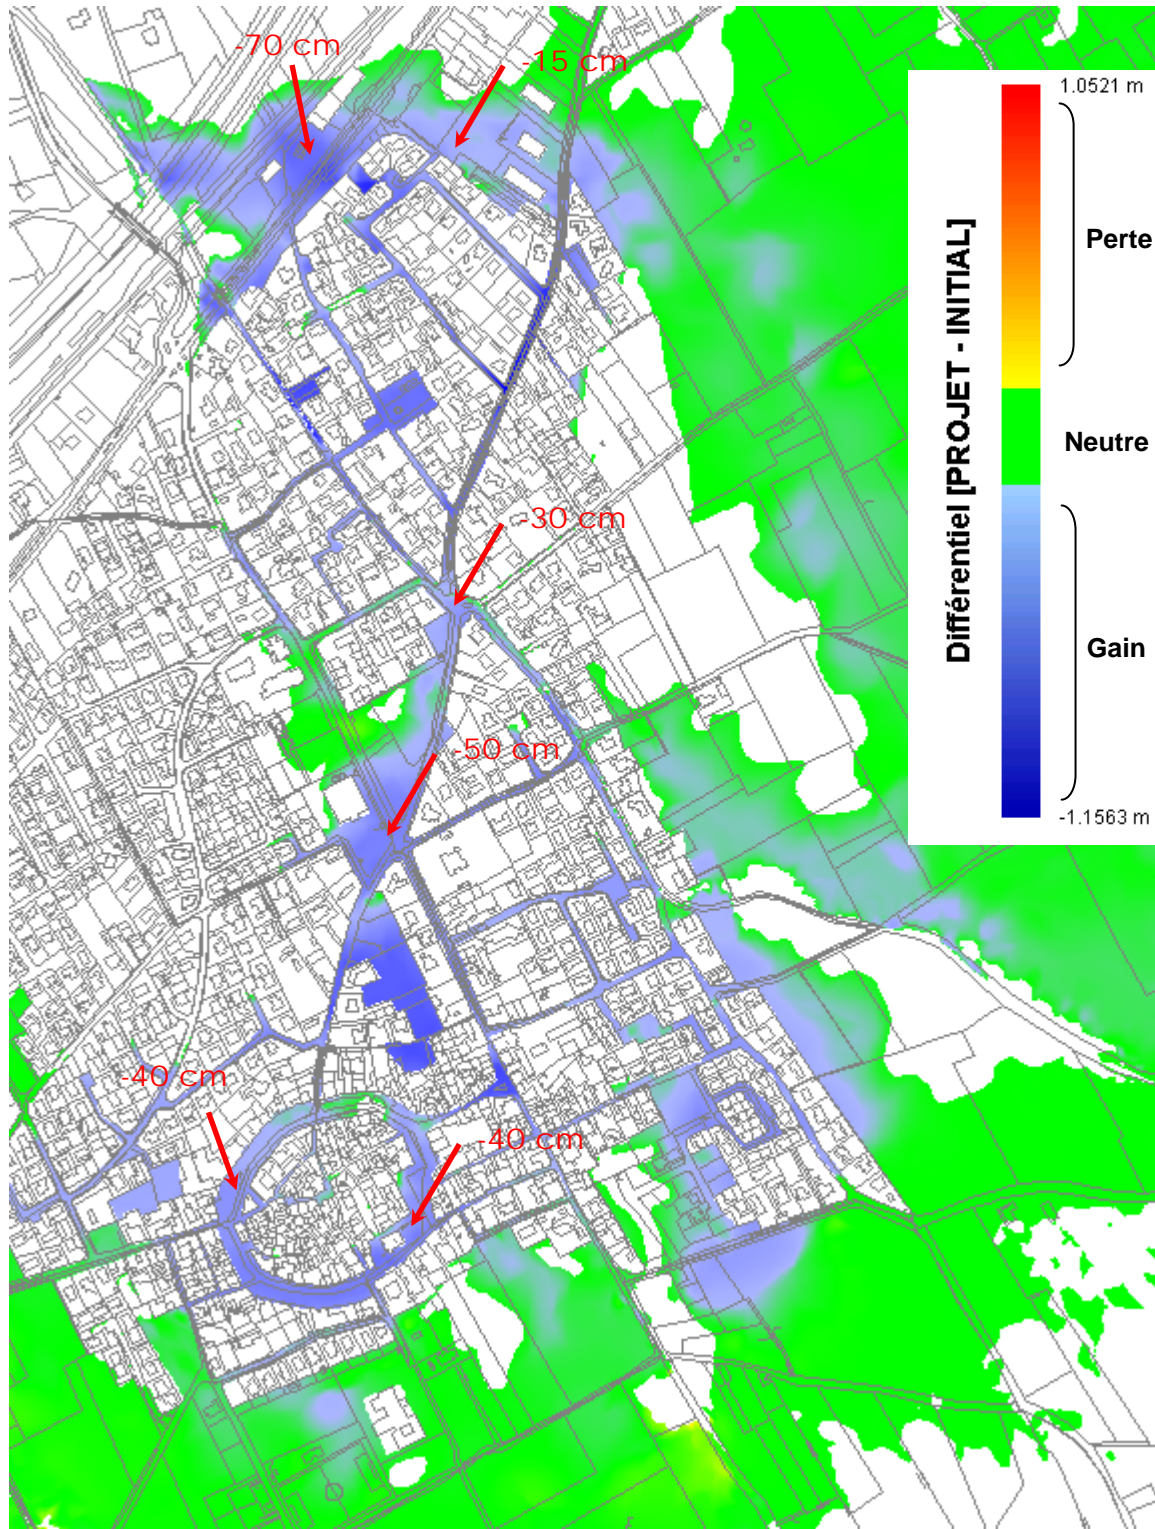 -70 cm
-15 cm
1.0521 m
Perte
Différentiel [PROJET - INITIAL]
Neutre
-30 cm
Gain
-50 cm
-1.1563 m
-40 cm
-40 cm